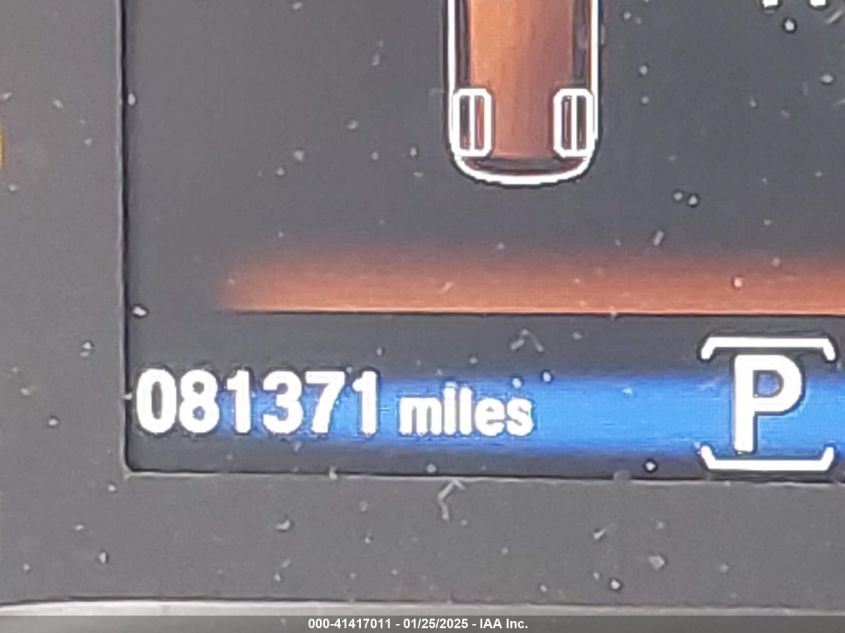 081371 miles
P
000-41417011 - 01/25/2025 - IAA Inc.